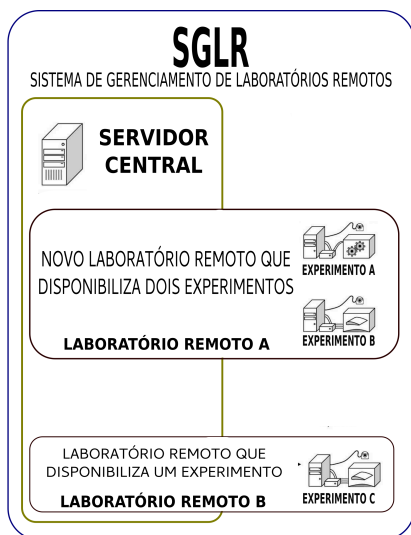 SGLR
SISTEMA DE GERENCIAMENTO DE LABORATÓRIOS REMOTOS
SERVIDOR
CENTRAL
NOVO LABORATÓRIO REMOTO QUE
DISPONIBILIZA DOIS EXPERIMENTOS
EXPERIMENTO A
EXPERIMENTO B
LABORATÓRIO REMOTO A
LABORATÓRIO REMOTO QUE
DISPONIBILIZA UM EXPERIMENTO
LABORATÓRIO REMOTO B
EXPERIMENTO C